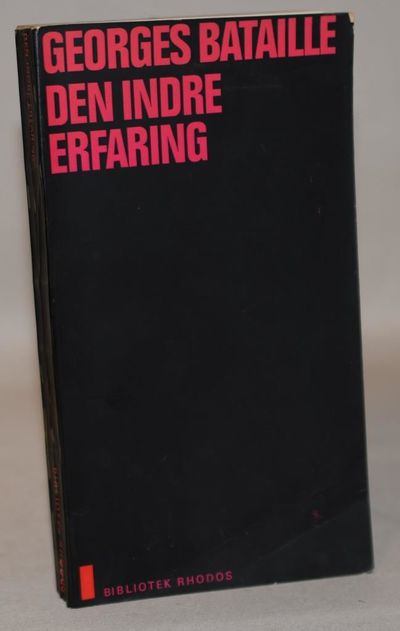 GEORGES BATAILLE
DEN INDRE
ERFARING
BIBLIOTEK RHODOS